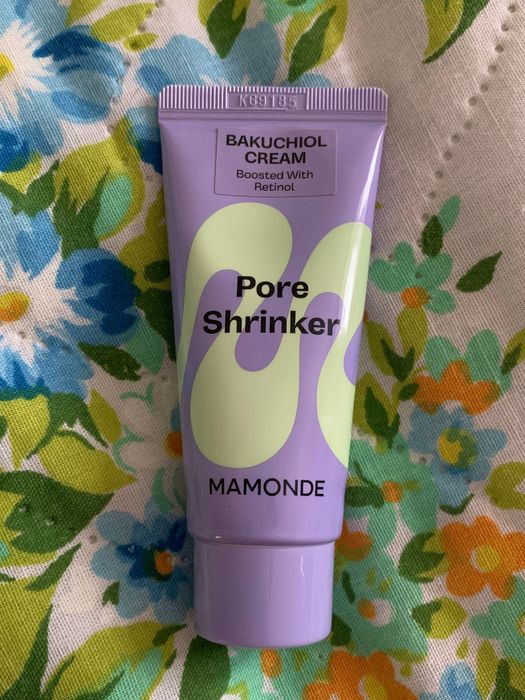 K69185
BAKUCHIOL
CREAM
Boosted With
Retinol
Pore
Shrinker
MAMONDE